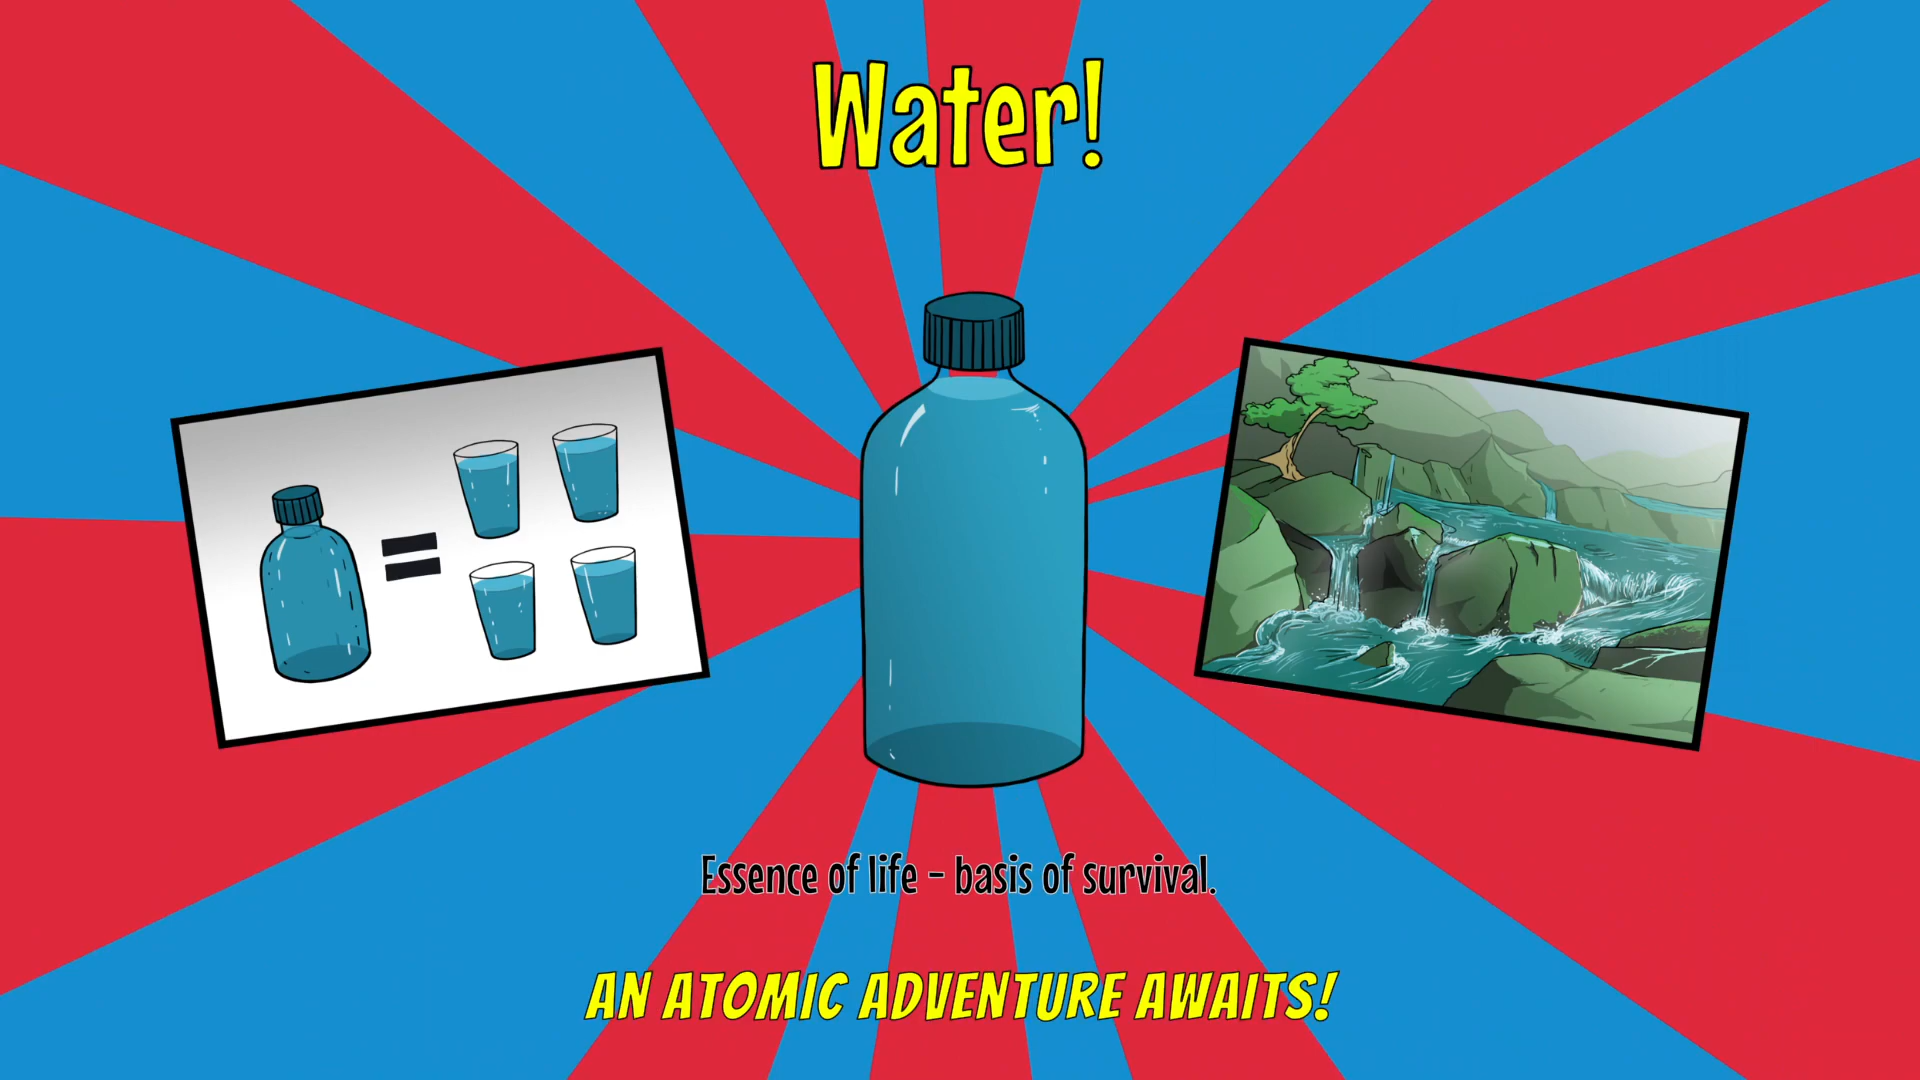 Water!
Essence of life - basis of survival.
AN ATOMIC ADVENTURE AWAITS!